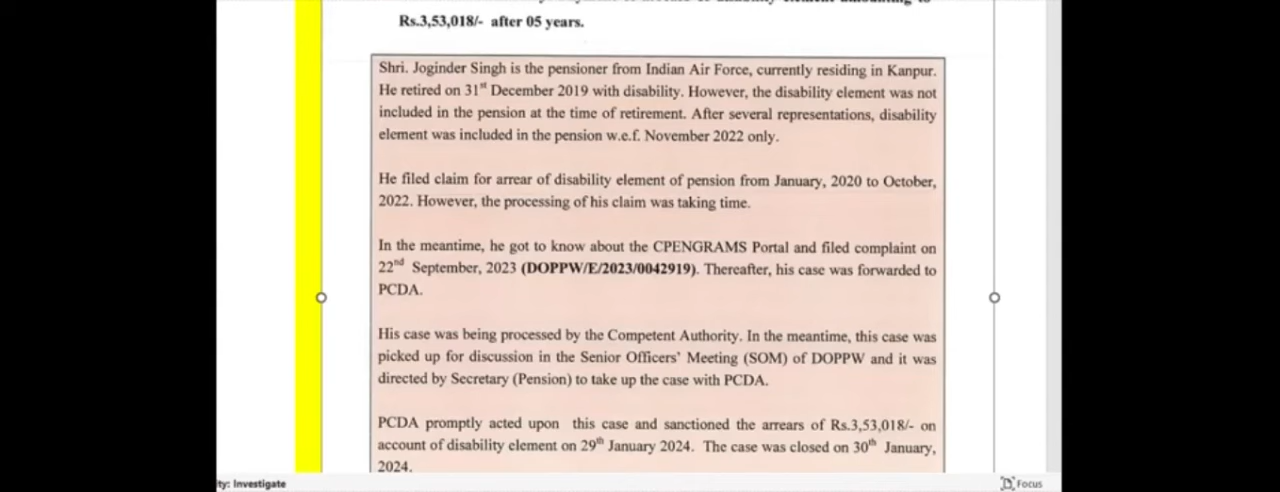 Rs.3,53,018/- after 05 years.
Shri. Joginder Singh is the pensioner from Indian Air Force, currently residing in Kanpur.
He retired on 31st December 2019 with disability. However, the disability element was not
included in the pension at the time of retirement. After several representations, disability
element was included in the pension w.e.f. November 2022 only.
He filed claim for arrear of disability element of pension from January, 2020 to October,
2022. However, the processing of his claim was taking time.
In the meantime, he got to know about the CPENGRAMS Portal and filed complaint on
22nd September, 2023 (DOPPW/E/2023/0042919). Thereafter, his case was forwarded to
PCDA.
His case was being processed by the Competent Authority. In the meantime, this case was
picked up for discussion in the Senior Officers' Meeting (SOM) of DOPPW and it was
directed by Secretary (Pension) to take up the case with PCDA.
PCDA promptly acted upon this case and sanctioned the arrears of Rs.3,53,018/- on
account of disability element on 29th January 2024. The case was closed on 30th January,
2024.
ty: Investigate
Focus